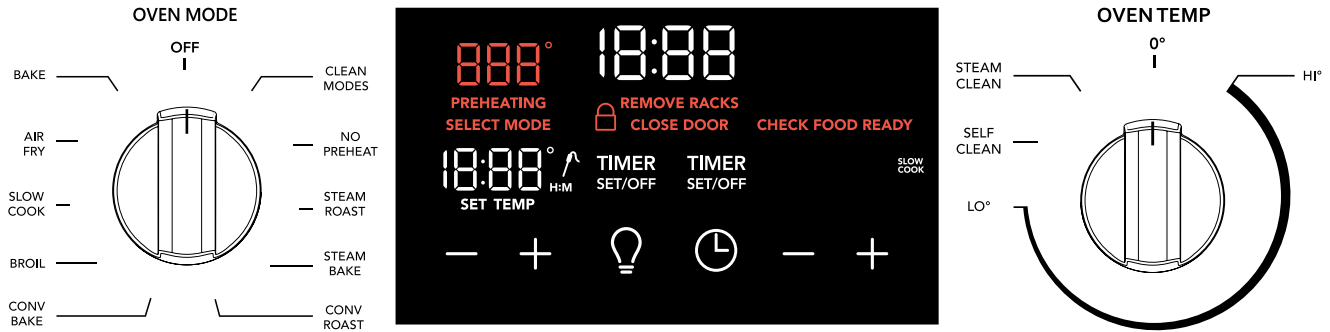 OVEN MODE
OFF
BAKE
CLEAN
MODES
AIR
FRY
NO
PREHEAT
SLOW
COOK
STEAM
ROAST
BROIL
STEAM
BAKE
CONV
BAKE
CONV
ROAST
888°
18:88
PREHEATING
SELECT MODE
REMOVE RACKS
CLOSE DOOR
CHECK FOOD READY
18:88°
H:M
SET TEMP
TIMER
SET/OFF
TIMER
SET/OFF
SLOW
COOK
− +
− +
OVEN TEMP
0°
STEAM
CLEAN
HI°
SELF
CLEAN
LO°